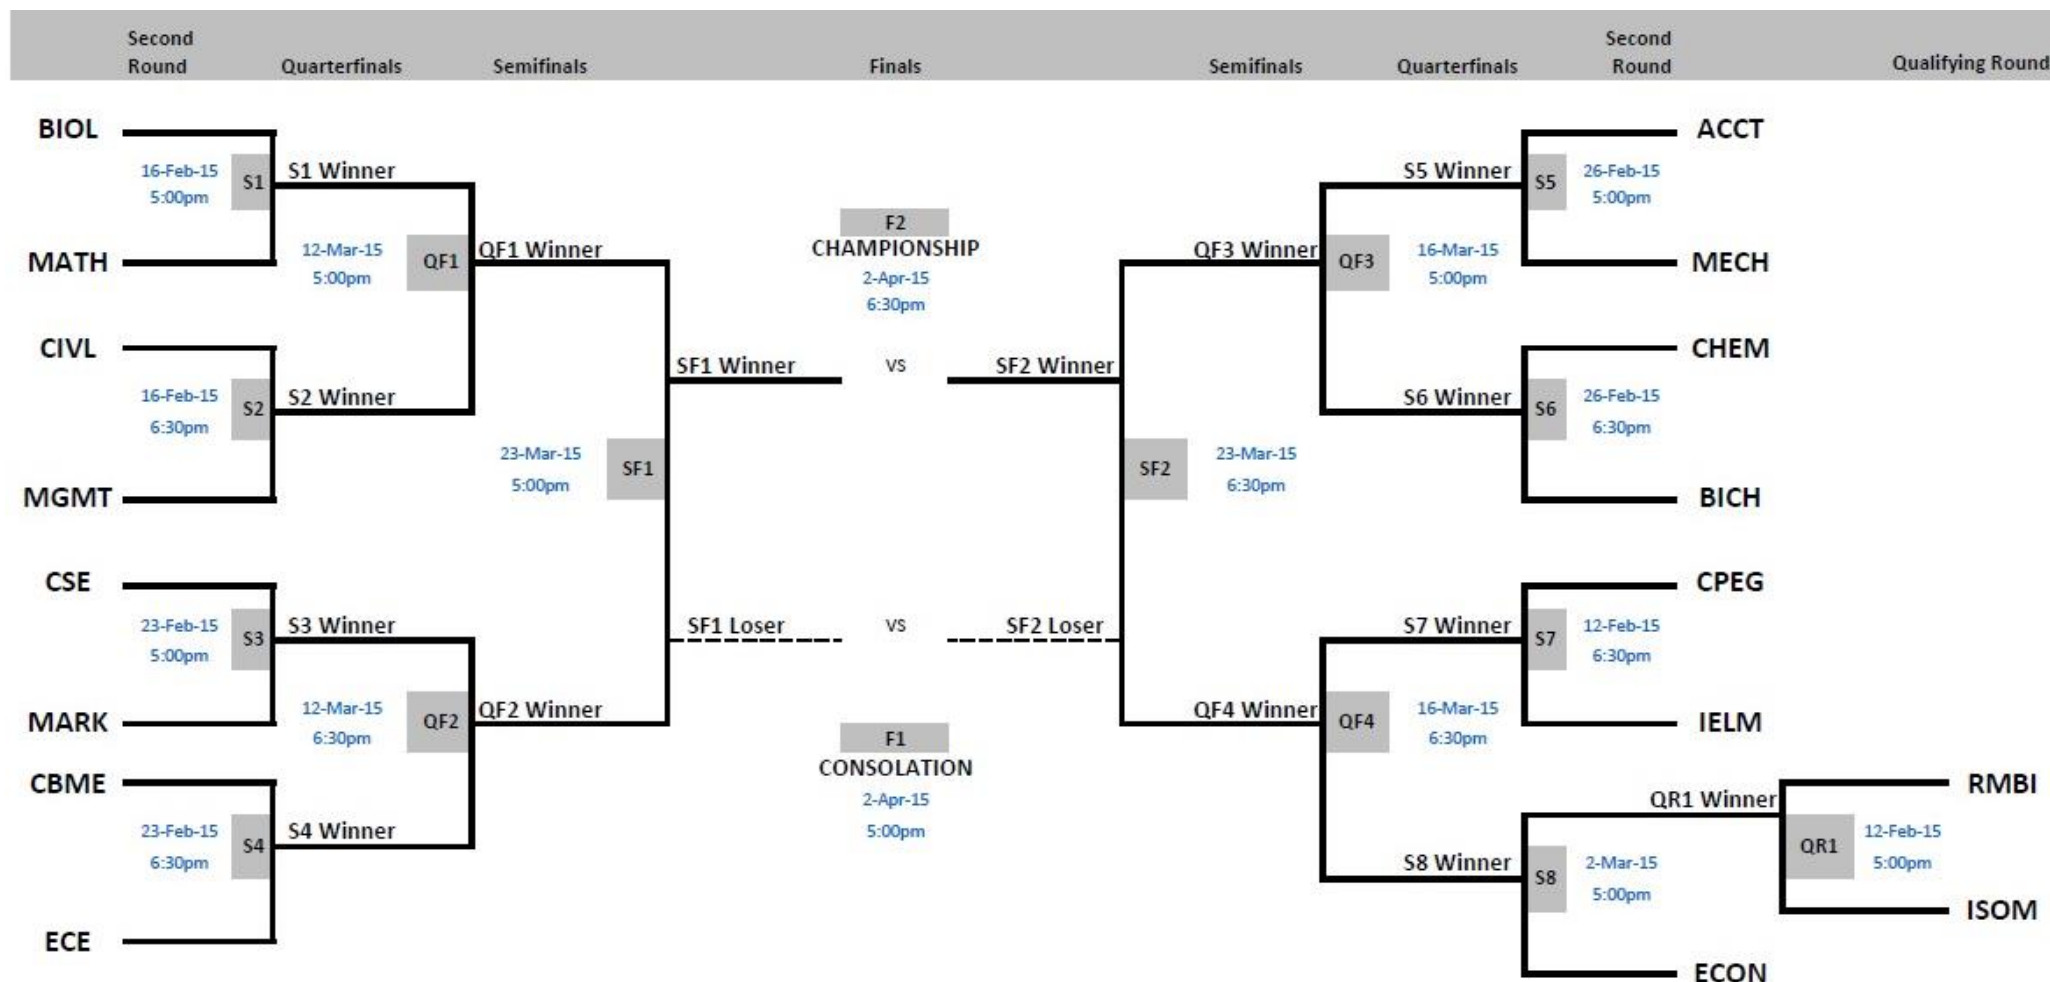 Second
Round
Quarterfinals
Semifinals
Finals
Semifinals
Quarterfinals
Second
Round
Qualifying Round
BIOL
16-Feb-15
5:00pm
S1
S1 Winner
MATH
12-Mar-15
5:00pm
QF1
QF1 Winner
CIVL
16-Feb-15
6:30pm
S2
S2 Winner
MGMT
23-Mar-15
5:00pm
SF1
SF1 Winner
SF1 Loser
CSE
23-Feb-15
5:00pm
S3
S3 Winner
MARK
12-Mar-15
6:30pm
QF2
QF2 Winner
CBME
23-Feb-15
6:30pm
S4
S4 Winner
ECE
F2
CHAMPIONSHIP
2-Apr-15
6:30pm
vs
vs
F1
CONSOLATION
2-Apr-15
5:00pm
SF2 Winner
SF2 Loser
SF2
23-Mar-15
6:30pm
QF3 Winner
QF3
16-Mar-15
5:00pm
S5 Winner
S5
26-Feb-15
5:00pm
ACCT
MECH
S6 Winner
S6
26-Feb-15
6:30pm
CHEM
BICH
QF4 Winner
QF4
16-Mar-15
6:30pm
S7 Winner
S7
12-Feb-15
6:30pm
CPEG
IELM
S8 Winner
S8
2-Mar-15
5:00pm
QR1 Winner
QR1
12-Feb-15
5:00pm
RMBI
ISOM
ECON